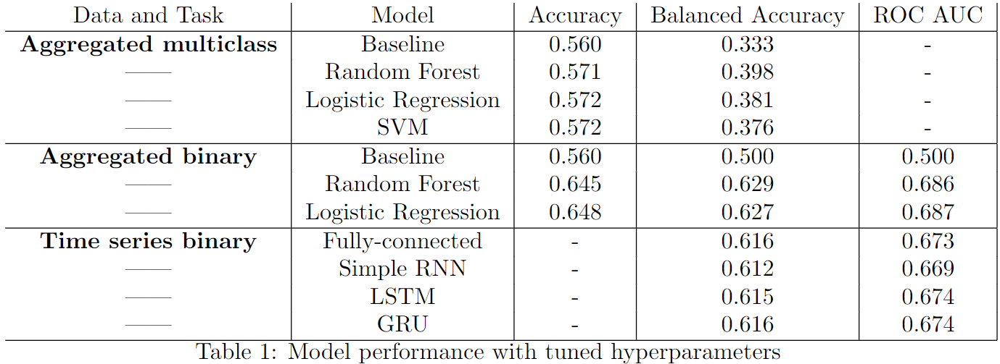 Data and Task Model Accuracy Balanced Accuracy ROC AUC
Aggregated multiclass Baseline 0.560 0.333 -
—— Random Forest 0.571 0.398 -
—— Logistic Regression 0.572 0.381 -
—— SVM 0.572 0.376 -
Aggregated binary Baseline 0.560 0.500 0.500
—— Random Forest 0.645 0.629 0.686
—— Logistic Regression 0.648 0.627 0.687
Time series binary Fully-connected - 0.616 0.673
—— Simple RNN - 0.612 0.669
—— LSTM - 0.615 0.674
—— GRU - 0.616 0.674
Table 1: Model performance with tuned hyperparameters